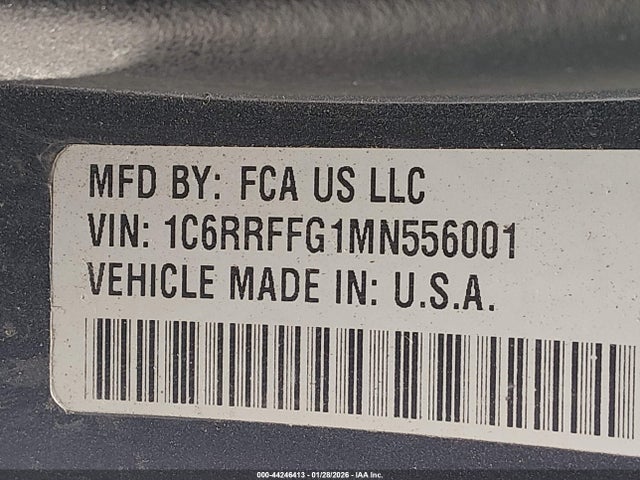 MFD BY: FCA US LLC
VIN: 1C6RRFFG1MN556001
VEHICLE MADE IN: U.S.A.
000-44246413 - 01/28/2026 - IAA Inc.